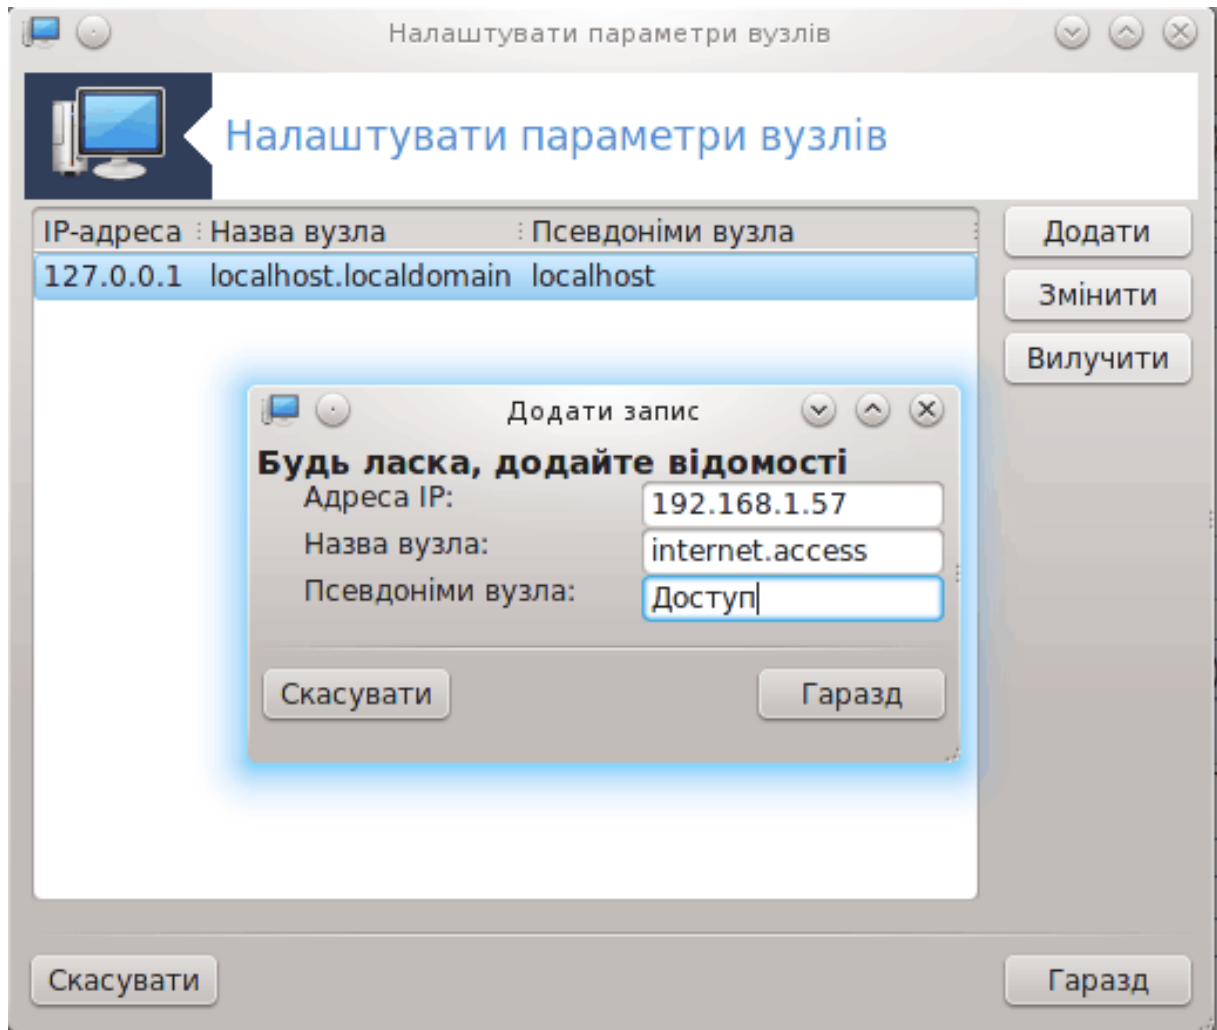 Налаштувати параметри вузлів
Налаштувати параметри вузлів
IP-адреса Назва вузла Псевдоніми вузла
127.0.0.1 localhost.localdomain localhost
Додати
Змінити
Вилучити
Додати запис
Будь ласка, додайте відомості
Адреса IP: 192.168.1.57
Назва вузла: internet.access
Псевдоніми вузла: Доступ
Скасувати Гаразд
Скасувати Гаразд